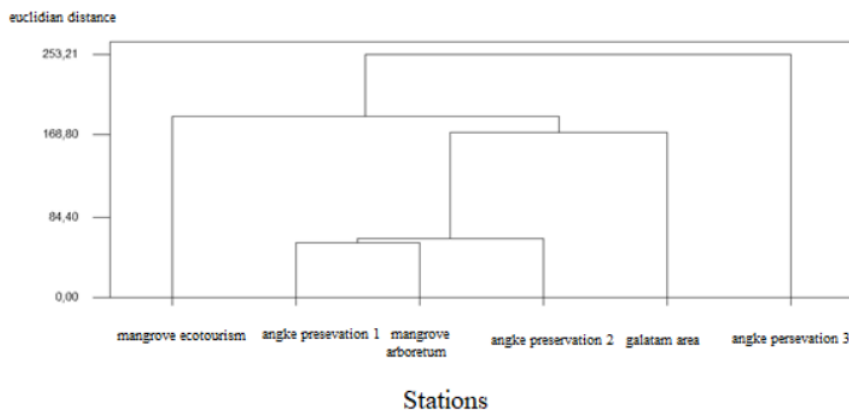 euclidian distance
253,21
168,80
84,40
0,00
mangrove ecotourism
angke presevation 1
mangrove
arboretum
angke preservation 2
galatam area
angke persevation 3
Stations